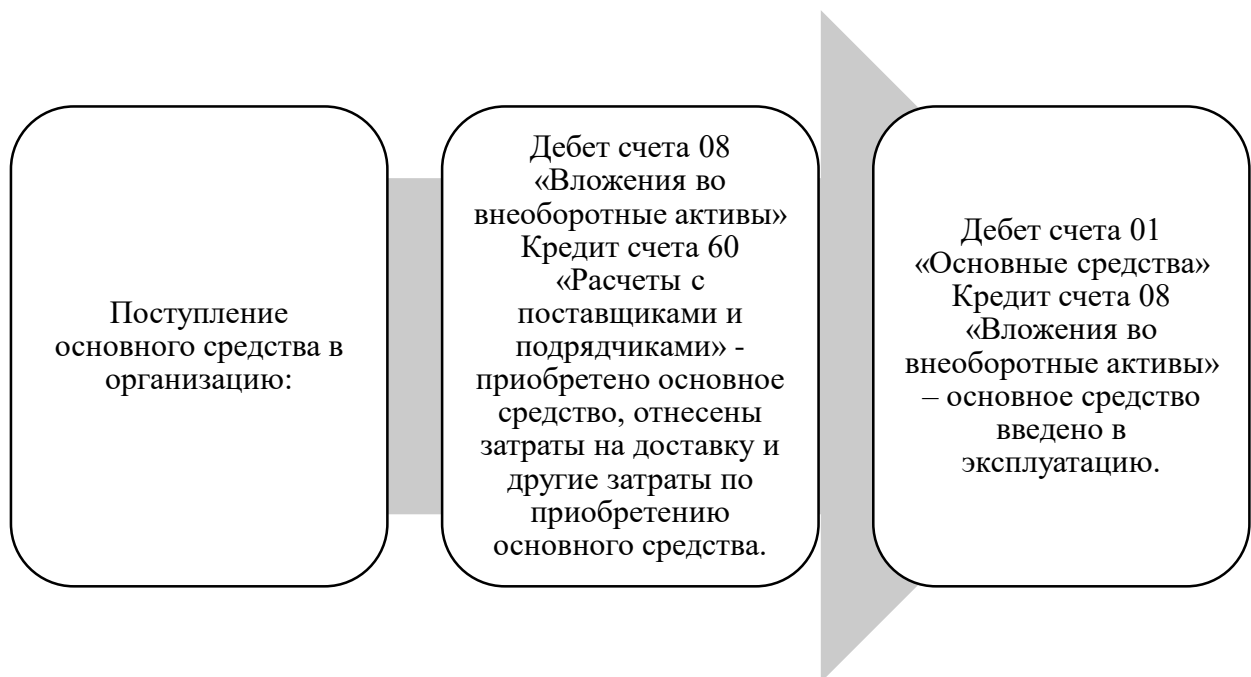 Поступление
основного средства в
организацию:
Дебет счета 08
«Вложения во
внеоборотные активы»
Кредит счета 60
«Расчеты с
поставщиками и
подрядчиками» -
приобретено основное
средство, отнесены
затраты на доставку и
другие затраты по
приобретению
основного средства.
Дебет счета 01
«Основные средства»
Кредит счета 08
«Вложения во
внеоборотные активы»
– основное средство
введено в
эксплуатацию.